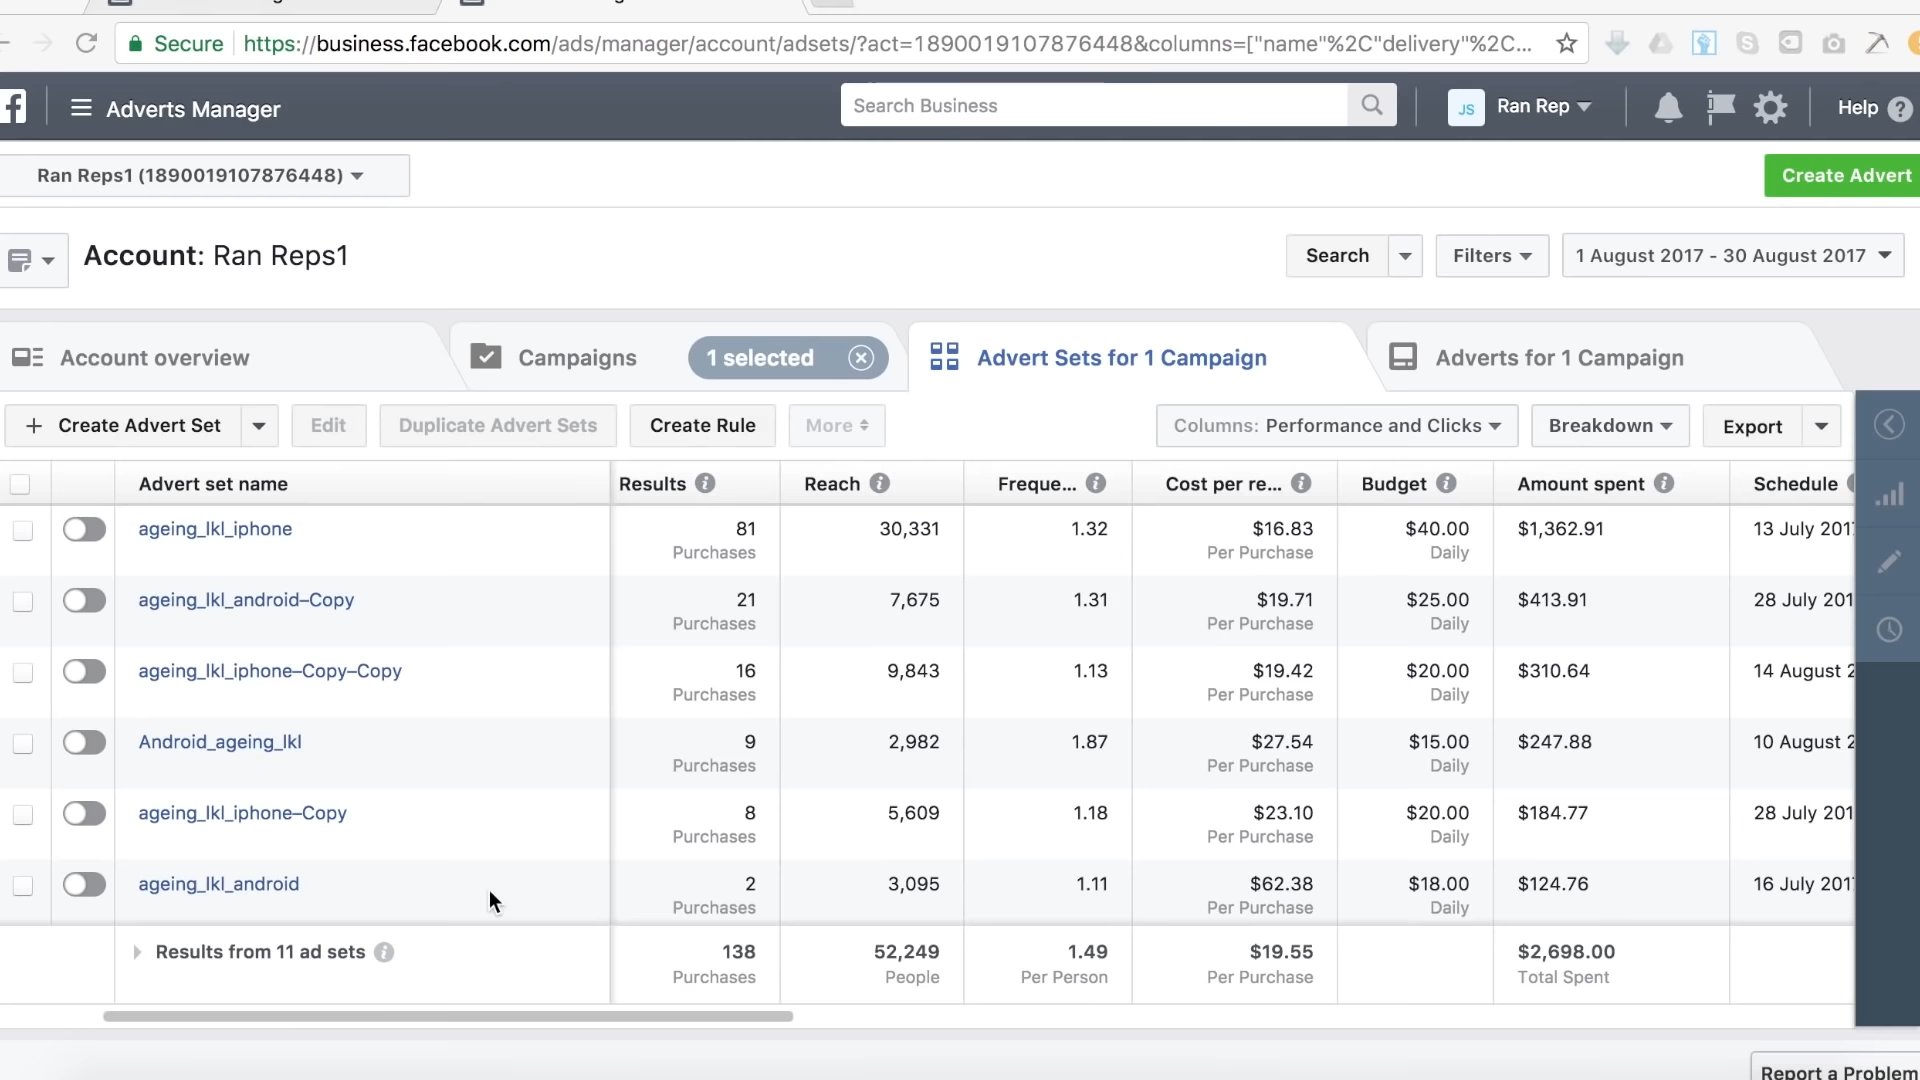 Secure https://business.facebook.com/ads/manager/account/adsets/?act=1890019107876448&columns=["name"%2C"delivery"%2C...
Adverts Manager Search Business JS Ran Rep Help
Ran Reps1 (1890019107876448) Create Advert
Account: Ran Reps1 Search Filters 1 August 2017 - 30 August 2017
Account overview Campaigns 1 selected Advert Sets for 1 Campaign Adverts for 1 Campaign
+ Create Advert Set Edit Duplicate Advert Sets Create Rule More Columns: Performance and Clicks Breakdown Export
Advert set name Results Reach Freque... Cost per re... Budget Amount spent Schedule
ageing_lkl_iphone 81 30,331 1.32 $16.83 $40.00 $1,362.91 13 July 2017
Purchases Per Purchase Daily
ageing_lkl_android–Copy 21 7,675 1.31 $19.71 $25.00 $413.91 28 July 201
Purchases Per Purchase Daily
ageing_lkl_iphone–Copy–Copy 16 9,843 1.13 $19.42 $20.00 $310.64 14 August 2
Purchases Per Purchase Daily
Android_ageing_lkl 9 2,982 1.87 $27.54 $15.00 $247.88 10 August 2
Purchases Per Purchase Daily
ageing_lkl_iphone–Copy 8 5,609 1.18 $23.10 $20.00 $184.77 28 July 201
Purchases Per Purchase Daily
ageing_lkl_android 2 3,095 1.11 $62.38 $18.00 $124.76 16 July 2017
Purchases Per Purchase Daily
Results from 11 ad sets 138 52,249 1.49 $19.55 $2,698.00
Purchases People Per Person Per Purchase Total Spent
Report a Problem